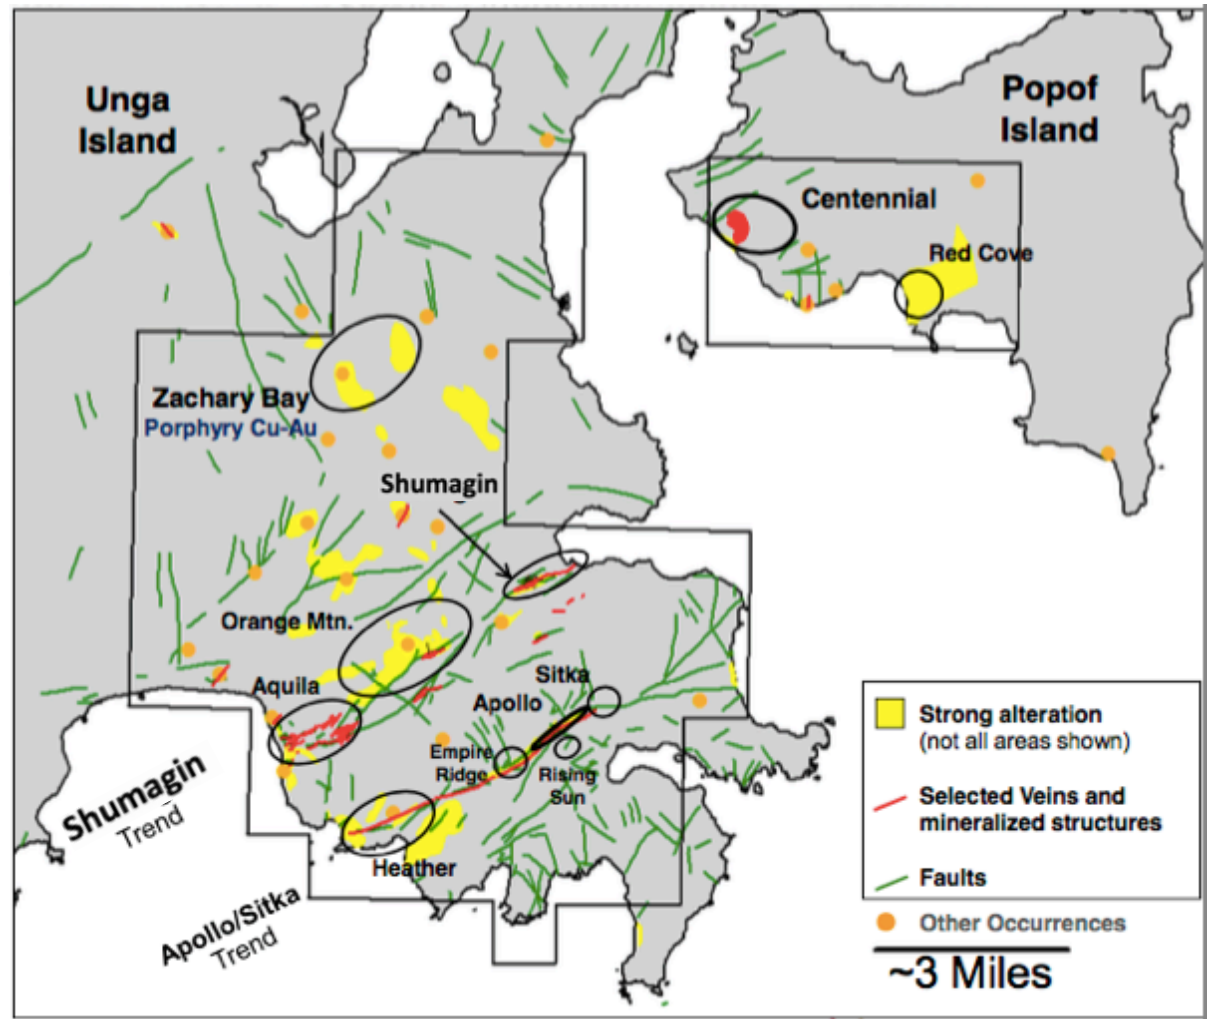 Unga
Island
Popof
Island
Centennial
Red Cove
Zachary Bay
Porphyry Cu-Au
Shumagin
Orange Mtn.
Aquila
Sitka
Apollo
Empire
Ridge
Rising
Sun
Heather
Shumagin
Trend
Apollo/Sitka
Trend
Strong alteration
(not all areas shown)
Selected Veins and
mineralized structures
Faults
Other Occurrences
~3 Miles